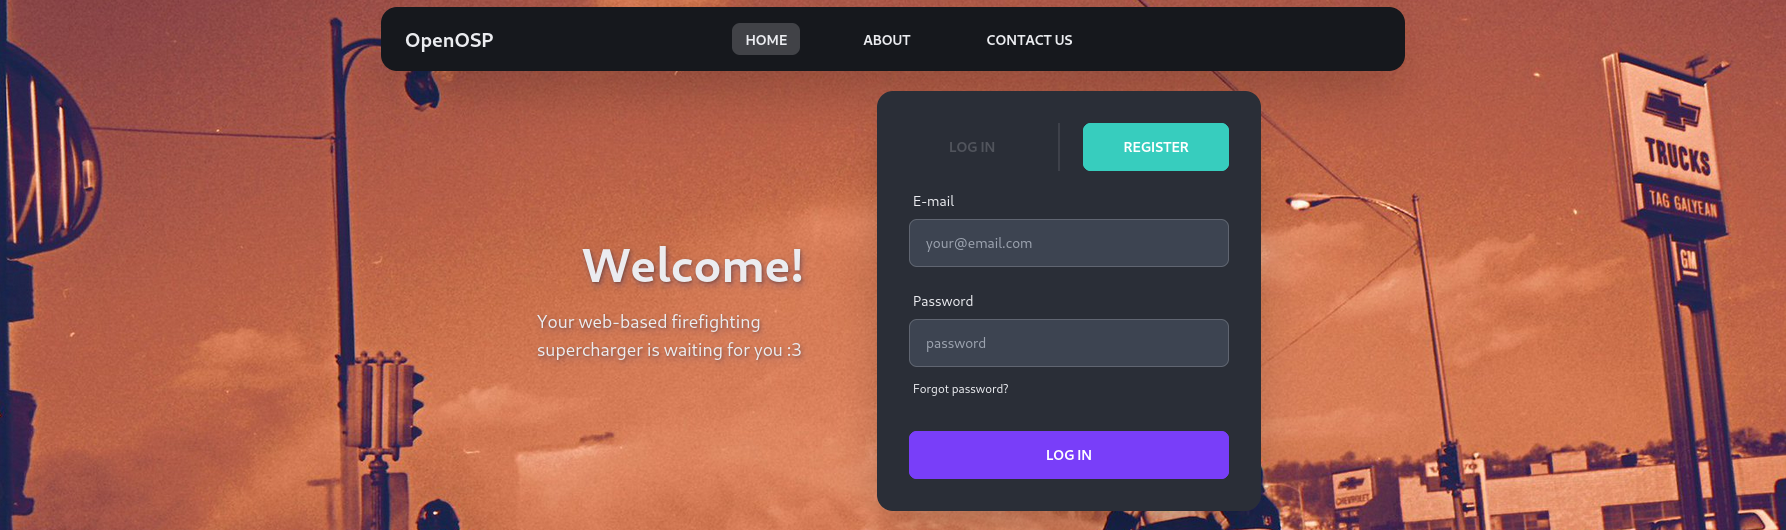 OpenOSP
HOME
ABOUT
CONTACT US
LOG IN
REGISTER
E-mail
your@email.com
Password
password
Forgot password?
LOG IN
Welcome!
Your web-based firefighting
supercharger is waiting for you :3
TRUCKS
TAG GALYEAN
GM
CHEVROLET